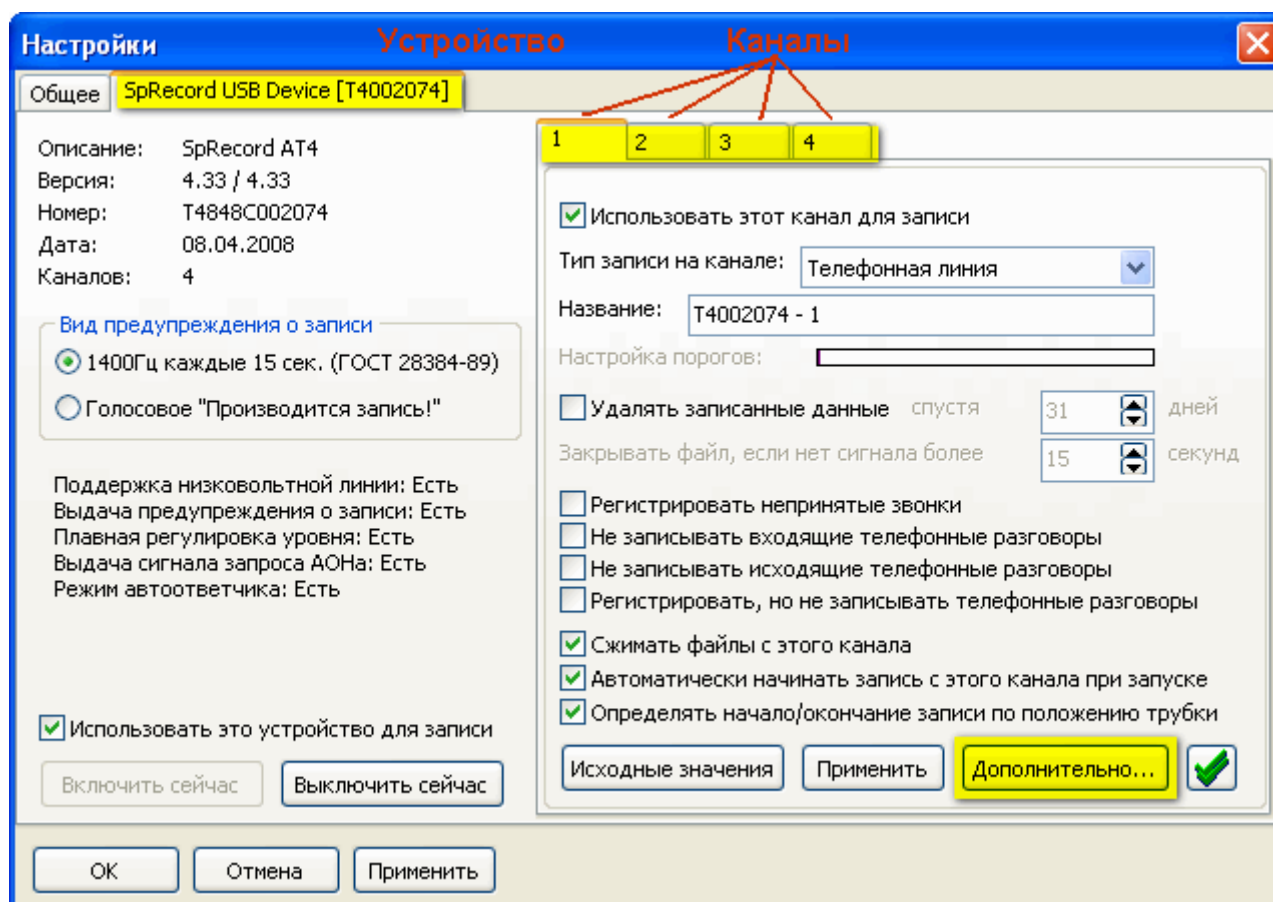 Настройки
Устройство
Каналы
Общее
SpRecord USB Device [T4002074]
Описание: SpRecord AT4
Версия: 4.33 / 4.33
Номер: T4848C002074
Дата: 08.04.2008
Каналов: 4
Вид предупреждения о записи
1400Гц каждые 15 сек. (ГОСТ 28384-89)
Голосовое "Производится запись!"
Поддержка низковольтной линии: Есть
Выдача предупреждения о записи: Есть
Плавная регулировка уровня: Есть
Выдача сигнала запроса АОНа: Есть
Режим автоответчика: Есть
Использовать это устройство для записи
Включить сейчас
Выключить сейчас
1 2 3 4
Использовать этот канал для записи
Тип записи на канале: Телефонная линия
Название: T4002074 - 1
Настройка порогов:
Удалять записанные данные спустя 31 дней
Закрывать файл, если нет сигнала более 15 секунд
Регистрировать непринятые звонки
Не записывать входящие телефонные разговоры
Не записывать исходящие телефонные разговоры
Регистрировать, но не записывать телефонные разговоры
Сжимать файлы с этого канала
Автоматически начинать запись с этого канала при запуске
Определять начало/окончание записи по положению трубки
Исходные значения
Применить
Дополнительно...
ОК
Отмена
Применить